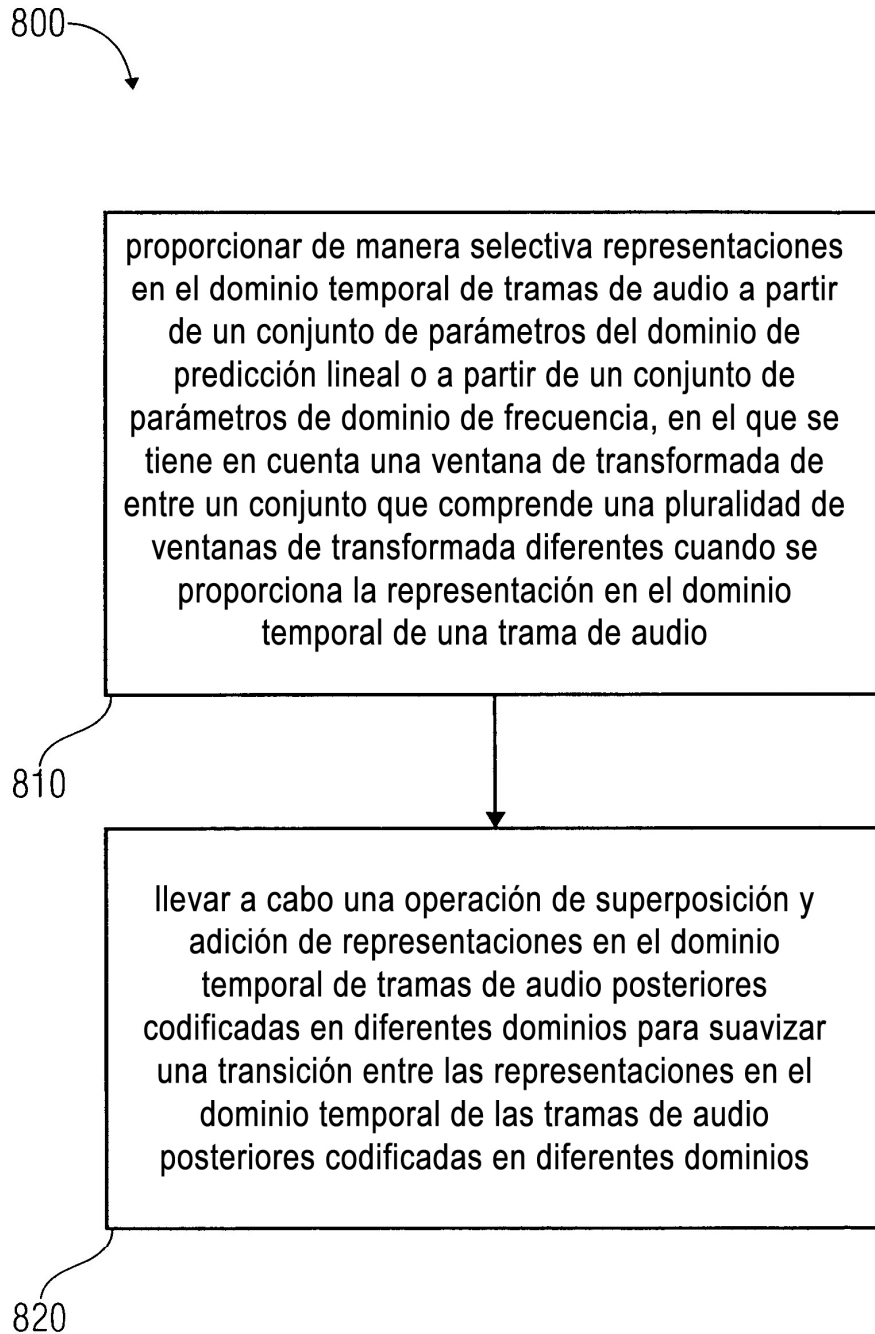 800
proporcionar de manera selectiva representaciones
en el dominio temporal de tramas de audio a partir
de un conjunto de parámetros del dominio de
predicción lineal o a partir de un conjunto de
parámetros de dominio de frecuencia, en el que se
tiene en cuenta una ventana de transformada de
entre un conjunto que comprende una pluralidad de
ventanas de transformada diferentes cuando se
proporciona la representación en el dominio
temporal de una trama de audio
810
llevar a cabo una operación de superposición y
adición de representaciones en el dominio
temporal de tramas de audio posteriores
codificadas en diferentes dominios para suavizar
una transición entre las representaciones en el
dominio temporal de las tramas de audio
posteriores codificadas en diferentes dominios
820